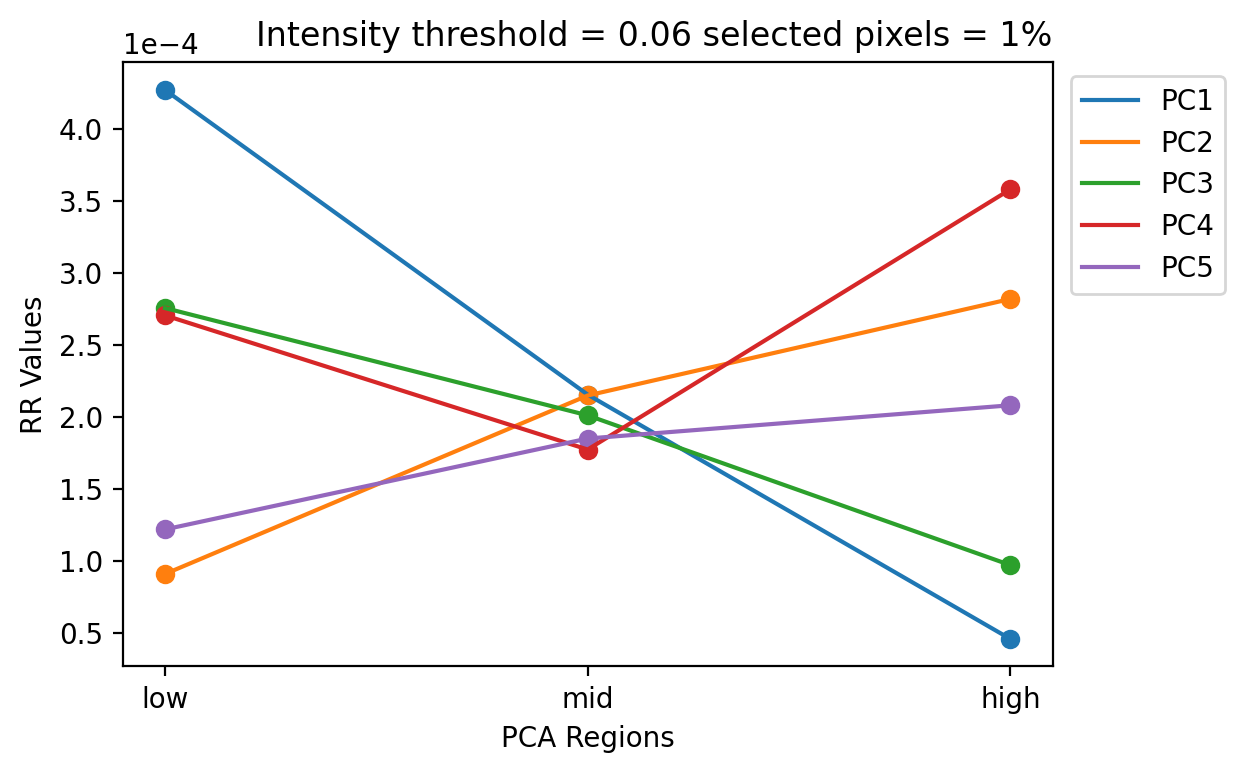 Intensity threshold = 0.06 selected pixels = 1%
1e−4
4.0
3.5
3.0
2.5
2.0
1.5
1.0
0.5
RR Values
low
mid
high
PCA Regions
PC1
PC2
PC3
PC4
PC5